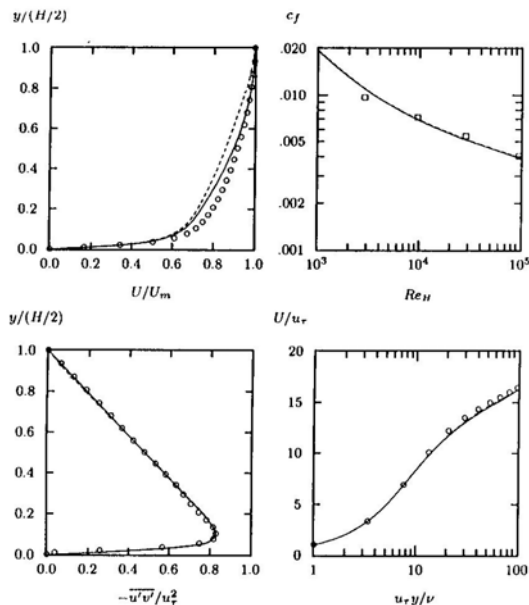 y/(H/2)
1.0
0.8
0.6
0.4
0.2
0.0
0.0 0.2 0.4 0.6 0.8 1.0
U/U_m
c_f
.020
.010
.005
.002
.001
10^3 10^4 10^5
Re_H
y/(H/2)
1.0
0.8
0.6
0.4
0.2
0.0
0.0 0.2 0.4 0.6 0.8 1.0
-\overline{u'v'}/u_τ^2
U/u_τ
20
15
10
5
0
1 10 100
u_τy/ν